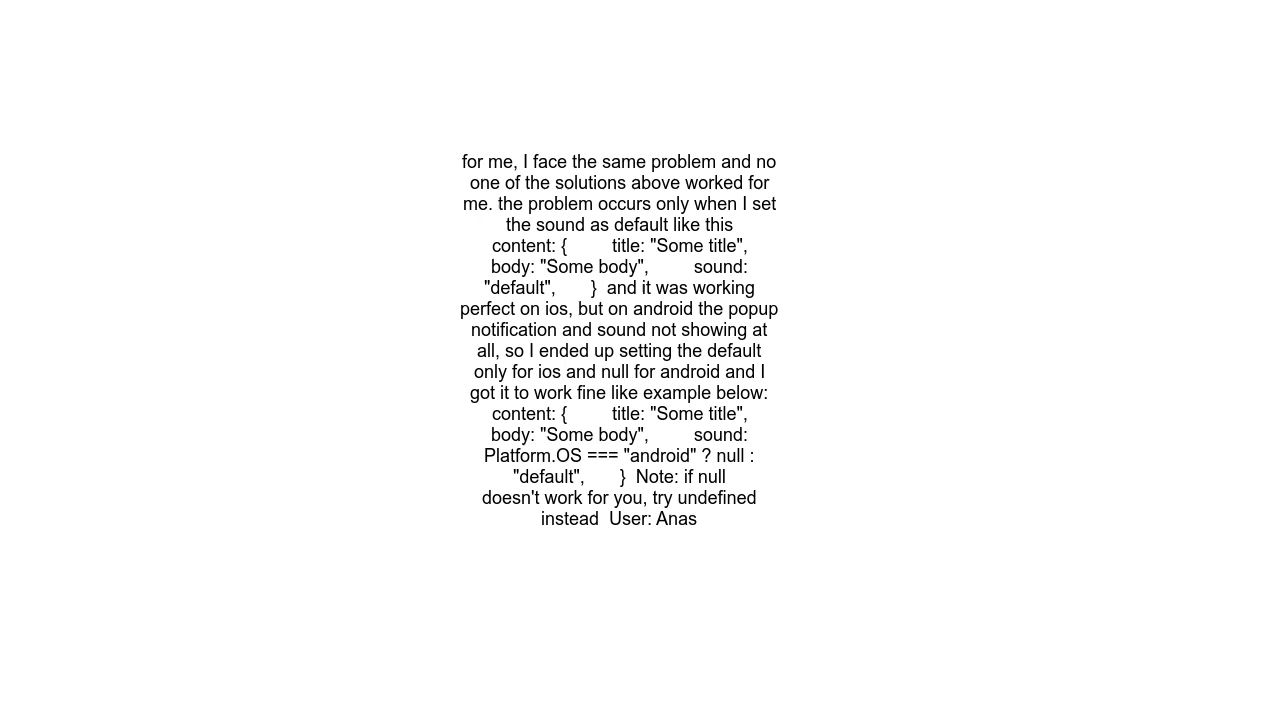 for me, I face the same problem and no
one of the solutions above worked for
me. the problem occurs only when I set
the sound as default like this
content: {         title: "Some title",
body: "Some body",         sound:
"default",       }  and it was working
perfect on ios, but on android the popup
notification and sound not showing at
all, so I ended up setting the default
only for ios and null for android and I
got it to work fine like example below:
content: {         title: "Some title",
body: "Some body",         sound:
Platform.OS === "android" ? null :
"default",       }  Note: if null
doesn't work for you, try undefined
instead  User: Anas